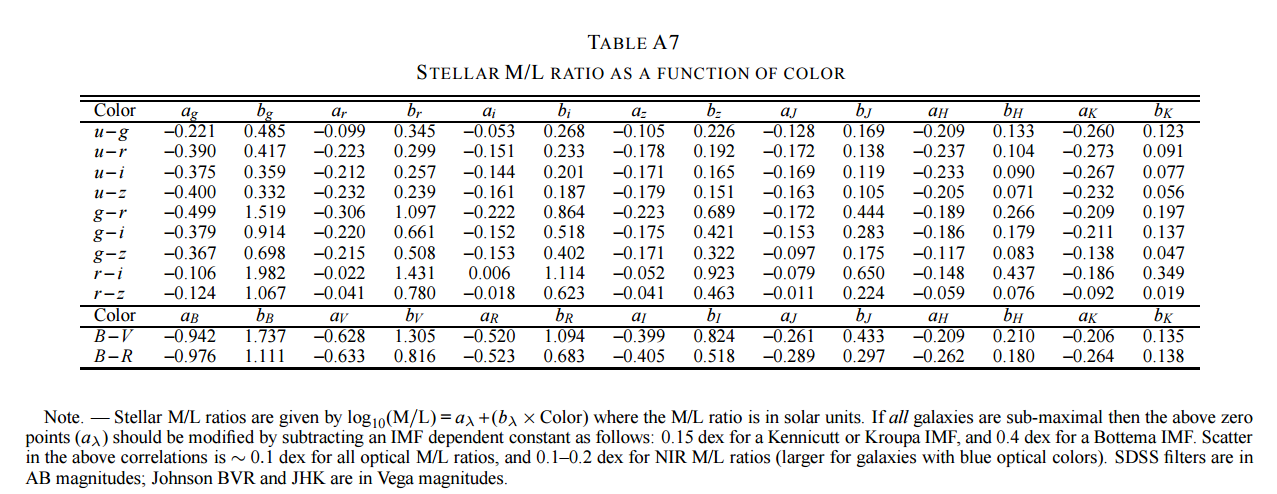 TABLE A7
STELLAR M/L RATIO AS A FUNCTION OF COLOR
Color a_g b_g a_r b_r a_i b_i a_z b_z a_J b_J a_H b_H a_K b_K
u−g −0.221 0.485 −0.099 0.345 −0.053 0.268 −0.105 0.226 −0.128 0.169 −0.209 0.133 −0.260 0.123
u−r −0.390 0.417 −0.223 0.299 −0.151 0.233 −0.178 0.192 −0.172 0.138 −0.237 0.104 −0.273 0.091
u−i −0.375 0.359 −0.212 0.257 −0.144 0.201 −0.171 0.165 −0.169 0.119 −0.233 0.090 −0.267 0.077
u−z −0.400 0.332 −0.232 0.239 −0.161 0.187 −0.179 0.151 −0.163 0.105 −0.205 0.071 −0.232 0.056
g−r −0.499 1.519 −0.306 1.097 −0.222 0.864 −0.223 0.689 −0.172 0.444 −0.189 0.266 −0.209 0.197
g−i −0.379 0.914 −0.220 0.661 −0.152 0.518 −0.175 0.421 −0.153 0.283 −0.186 0.179 −0.211 0.137
g−z −0.367 0.698 −0.215 0.508 −0.153 0.402 −0.171 0.322 −0.097 0.175 −0.117 0.083 −0.138 0.047
r−i −0.106 1.982 −0.022 1.431 0.006 1.114 −0.052 0.923 −0.079 0.650 −0.148 0.437 −0.186 0.349
r−z −0.124 1.067 −0.041 0.780 −0.018 0.623 −0.041 0.463 −0.011 0.224 −0.059 0.076 −0.092 0.019
Color a_B b_B a_V b_V a_R b_R a_I b_I a_J b_J a_H b_H a_K b_K
B−V −0.942 1.737 −0.628 1.305 −0.520 1.094 −0.399 0.824 −0.261 0.433 −0.209 0.210 −0.206 0.135
B−R −0.976 1.111 −0.633 0.816 −0.523 0.683 −0.405 0.518 −0.289 0.297 −0.262 0.180 −0.264 0.138
Note. — Stellar M/L ratios are given by log₁₀(M/L) = a_λ + (b_λ × Color) where the M/L ratio is in solar units. If all galaxies are sub-maximal then the above zero
points (a_λ) should be modified by subtracting an IMF dependent constant as follows: 0.15 dex for a Kennicutt or Kroupa IMF, and 0.4 dex for a Bottema IMF. Scatter
in the above correlations is ∼ 0.1 dex for all optical M/L ratios, and 0.1–0.2 dex for NIR M/L ratios (larger for galaxies with blue optical colors). SDSS filters are in
AB magnitudes; Johnson BVR and JHK are in Vega magnitudes.